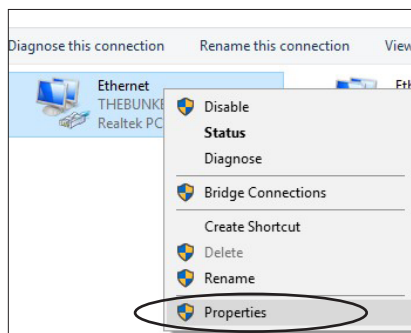 Diagnose this connection Rename this connection View
Ethernet
THEBUNKE
Realtek PC
Eth
Disable
Status
Diagnose
Bridge Connections
Create Shortcut
Delete
Rename
Properties